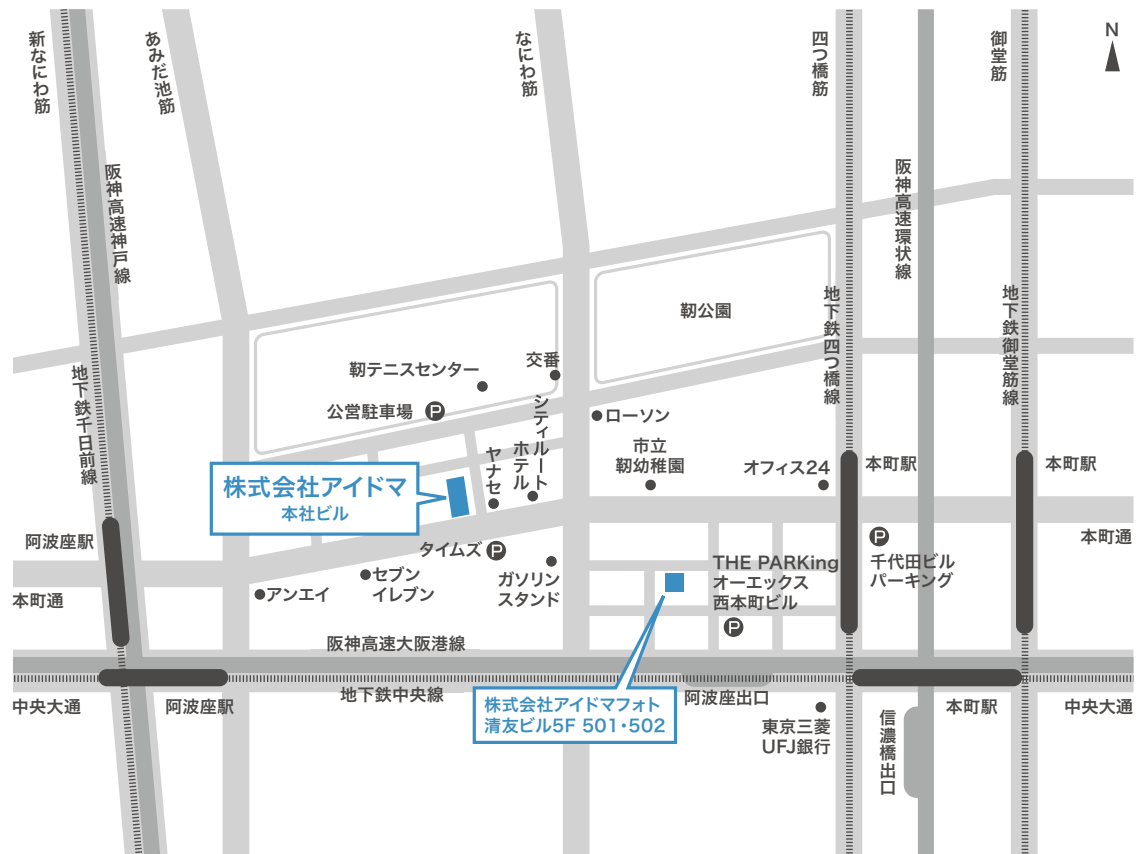 新なにわ筋
あみだ池筋
なにわ筋
四つ橋筋
御堂筋
N
阪神高速神戸線
阪神高速環状線
地下鉄四つ橋線
地下鉄御堂筋線
靭公園
交番
靭テニスセンター
公営駐車場 P
地下鉄千日前線
シティルート
ホテル
ヤナセ
ローソン
市立
靭幼稚園
オフィス24
本町駅
本町駅
株式会社アイドマ
本社ビル
阿波座駅
タイムズ P
本町通
P
千代田ビル
パーキング
THE PARKing
オーエックス
西本町ビル
P
セブン
イレブン
ガソリン
スタンド
アンエイ
本町通
阪神高速大阪港線
地下鉄中央線
中央大通
阿波座駅
株式会社アイドマフォト
清友ビル5F 501・502
阿波座出口
東京三菱
UFJ銀行
信濃橋出口
本町駅
中央大通